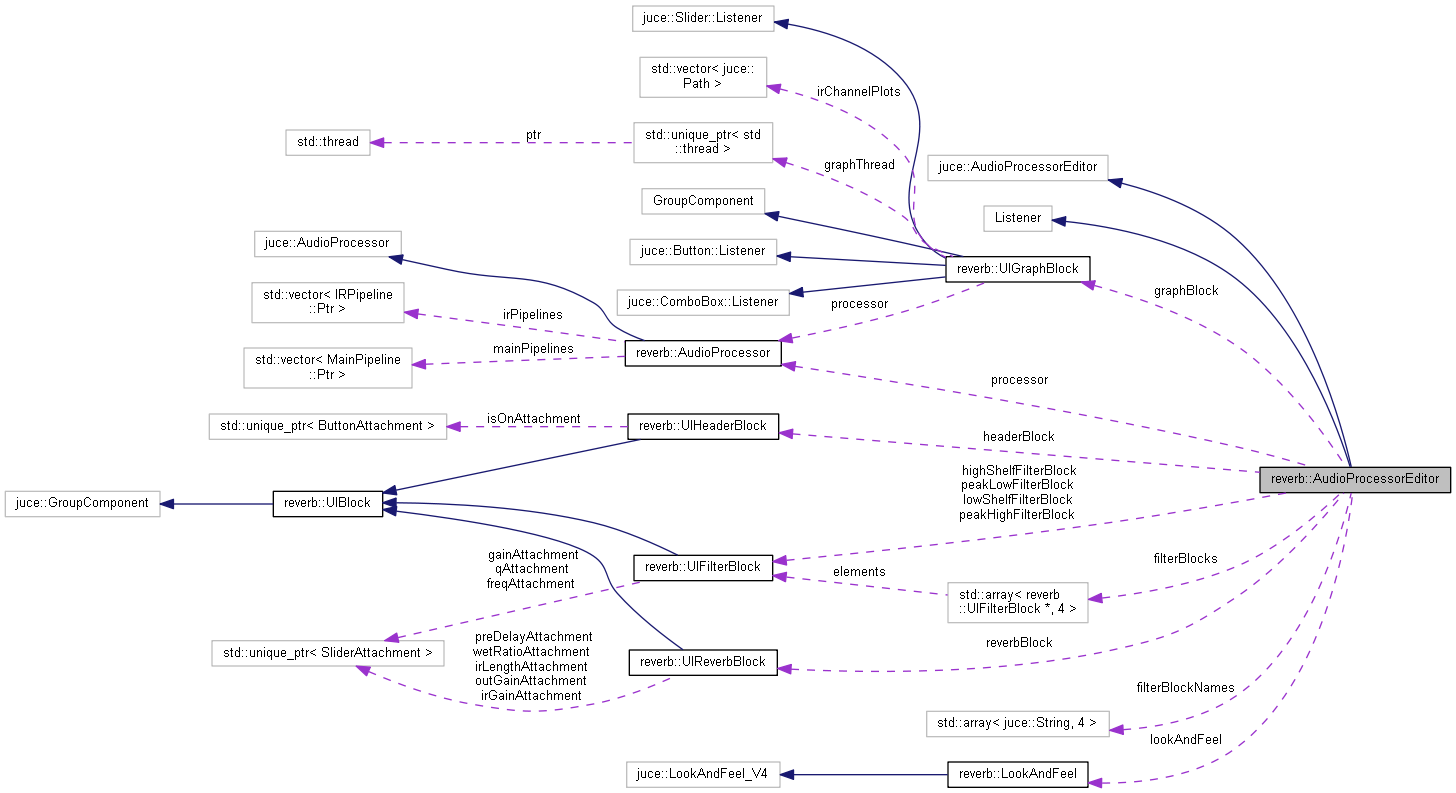 juce::Slider::Listener
std::vector< juce::
Path >
irChannelPlots
std::thread
ptr
std::unique_ptr< std
::thread >
graphThread
juce::AudioProcessorEditor
GroupComponent
Listener
juce::AudioProcessor
juce::Button::Listener
reverb::UIGraphBlock
std::vector< IRPipeline
::Ptr >
irPipelines
juce::ComboBox::Listener
processor
graphBlock
std::vector< MainPipeline
::Ptr >
mainPipelines
reverb::AudioProcessor
processor
std::unique_ptr< ButtonAttachment >
isOnAttachment
reverb::UIHeaderBlock
headerBlock
highShelfFilterBlock
peakLowFilterBlock
lowShelfFilterBlock
peakHighFilterBlock
reverb::AudioProcessorEditor
juce::GroupComponent
reverb::UIBlock
gainAttachment
qAttachment
freqAttachment
reverb::UIFilterBlock
elements
filterBlocks
std::array< reverb
::UIFilterBlock *, 4 >
std::unique_ptr< SliderAttachment >
preDelayAttachment
wetRatioAttachment
irLengthAttachment
outGainAttachment
irGainAttachment
reverb::UIReverbBlock
reverbBlock
filterBlockNames
std::array< juce::String, 4 >
lookAndFeel
juce::LookAndFeel_V4
reverb::LookAndFeel